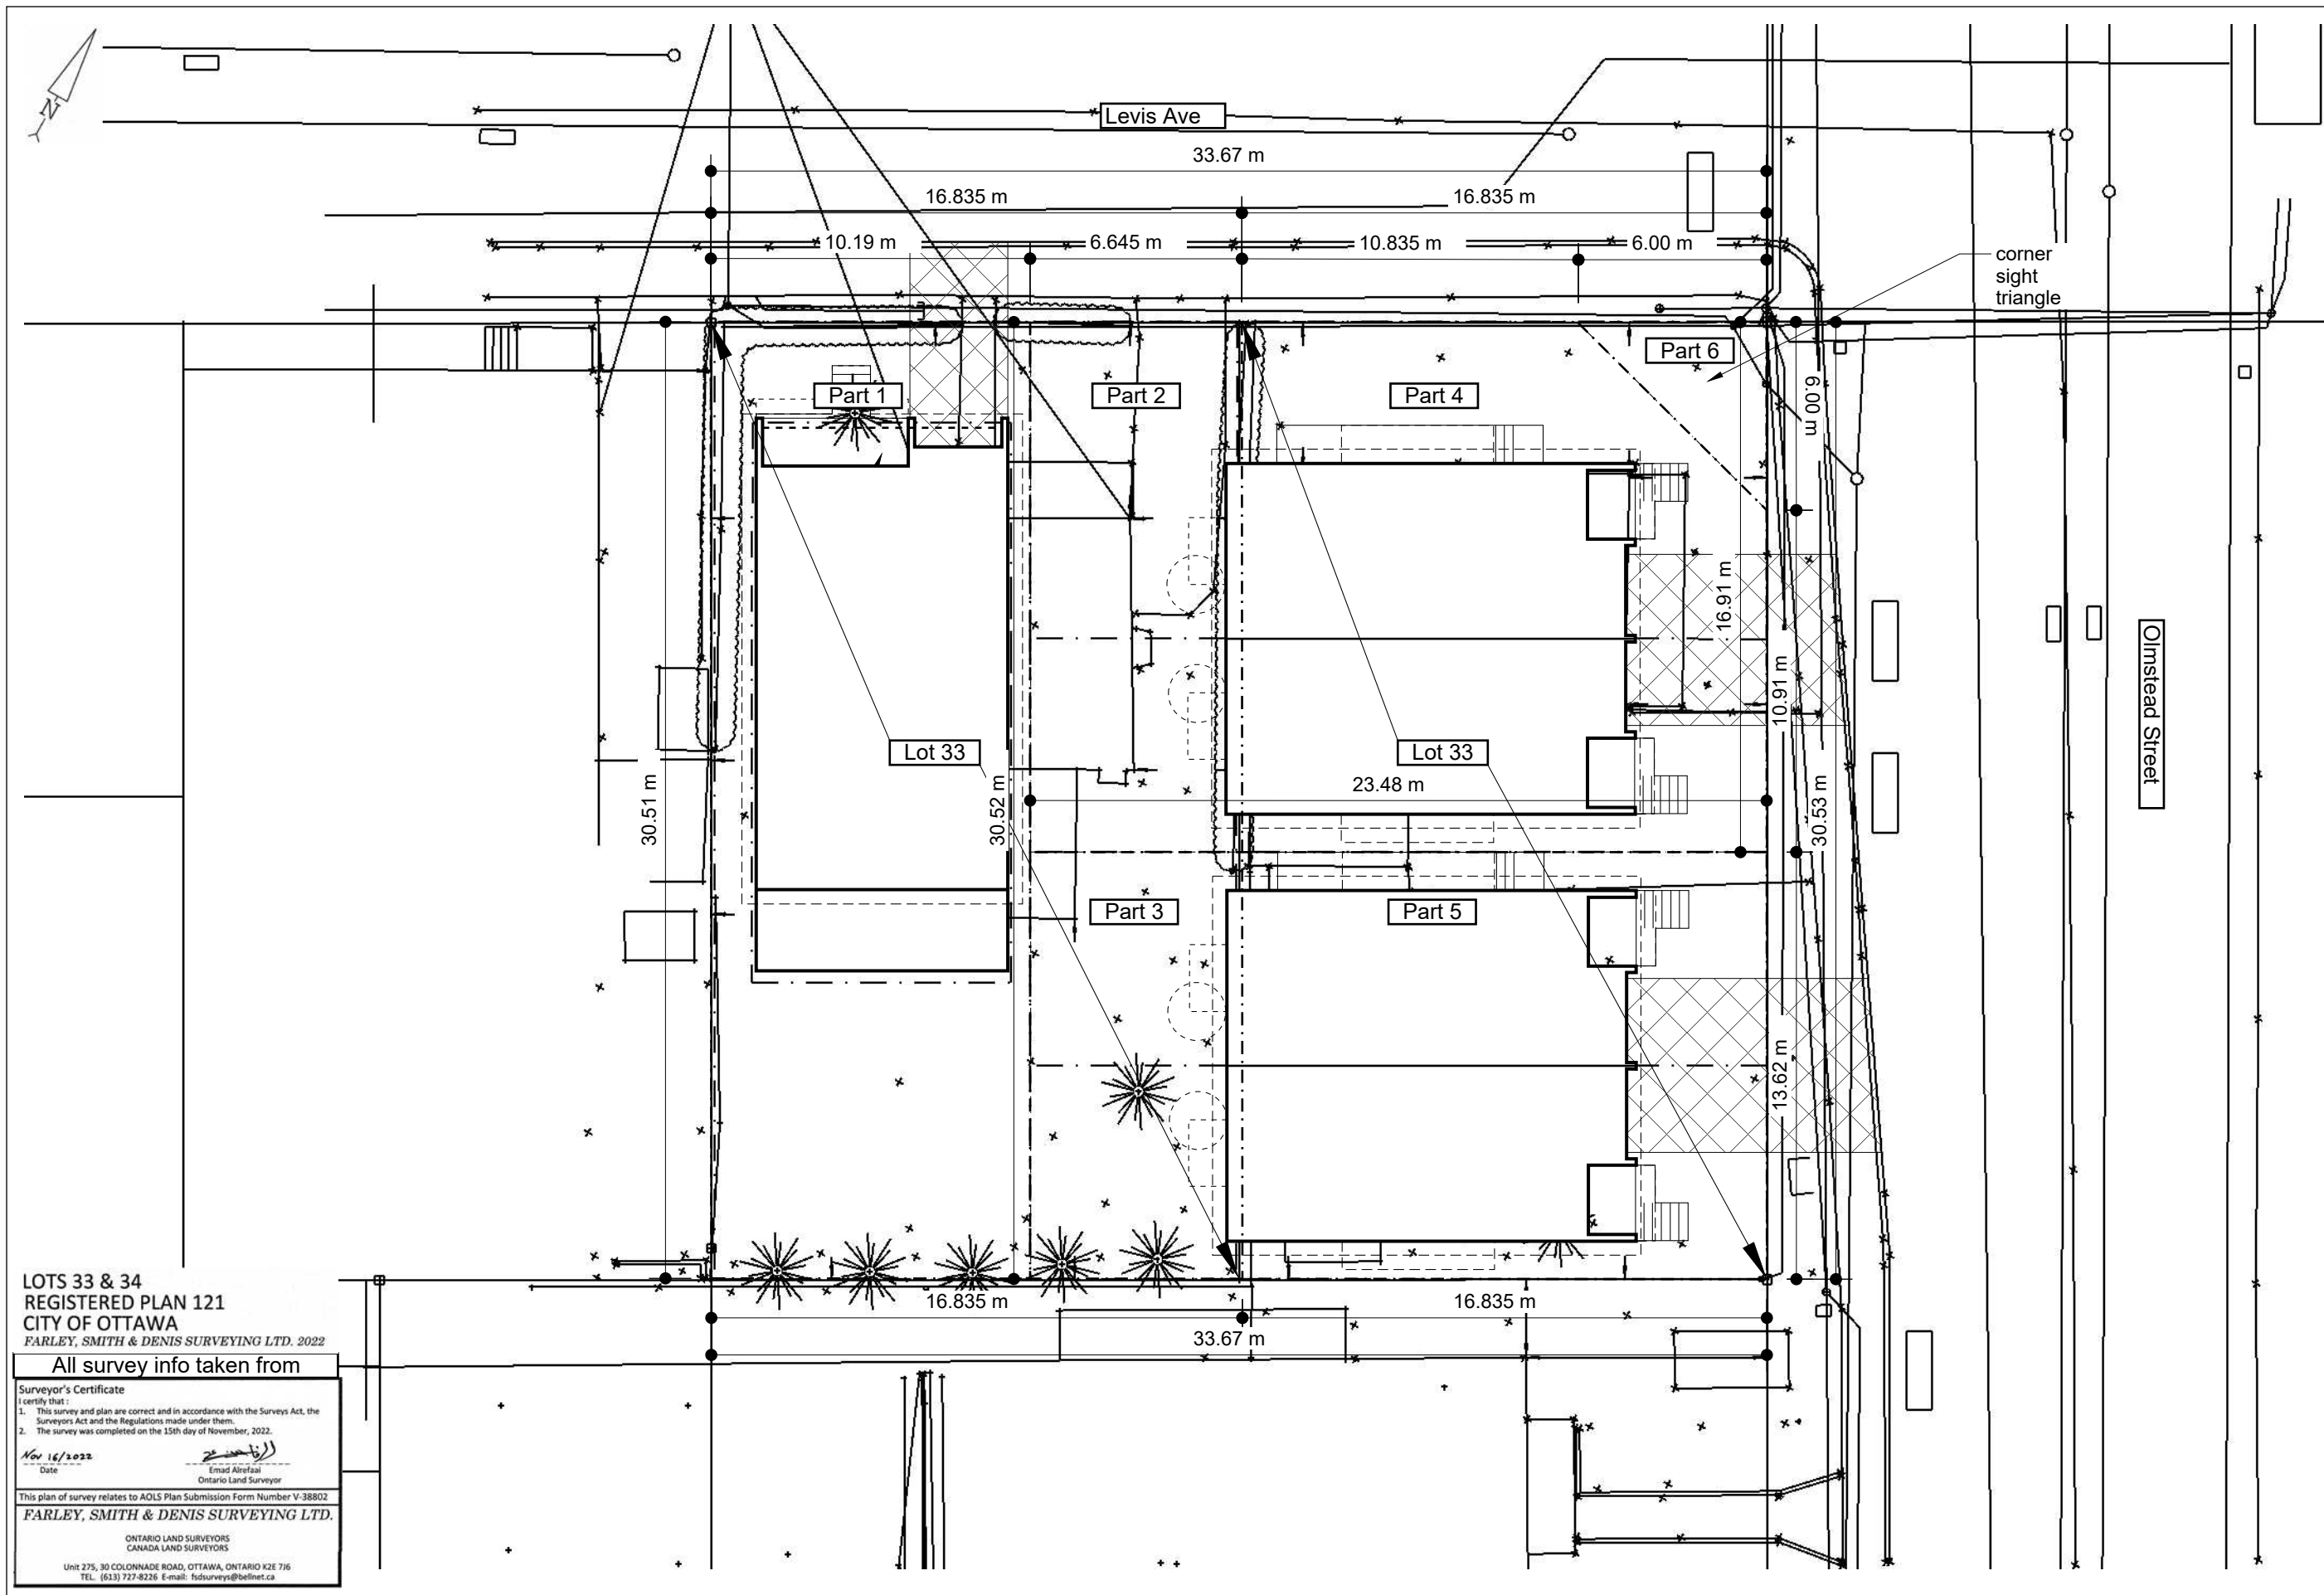 N
Levis Ave
33.67 m
16.835 m
16.835 m
10.19 m
6.645 m
10.835 m
6.00 m
corner
sight
triangle
Part 1
Part 2
Part 4
Part 6
6.00 m
16.91 m
10.91 m
Olmstead Street
Lot 33
Lot 33
23.48 m
30.51 m
30.52 m
30.53 m
Part 3
Part 5
13.62 m
16.835 m
16.835 m
33.67 m
LOTS 33 & 34
REGISTERED PLAN 121
CITY OF OTTAWA
FARLEY, SMITH & DENIS SURVEYING LTD. 2022
All survey info taken from
Surveyor's Certificate
I certify that :
1. This survey and plan are correct and in accordance with the Surveys Act, the
Surveyors Act and the Regulations made under them.
2. The survey was completed on the 15th day of November, 2022.
Nov 16/2022
Date
Emad Alrefaai
Ontario Land Surveyor
This plan of survey relates to AOLS Plan Submission Form Number V-38802
FARLEY, SMITH & DENIS SURVEYING LTD.
ONTARIO LAND SURVEYORS
CANADA LAND SURVEYORS
Unit 275, 30 COLONNADE ROAD, OTTAWA, ONTARIO K2E 7J6
TEL. (613) 727-8226 E-mail: fsdsurveys@bellnet.ca